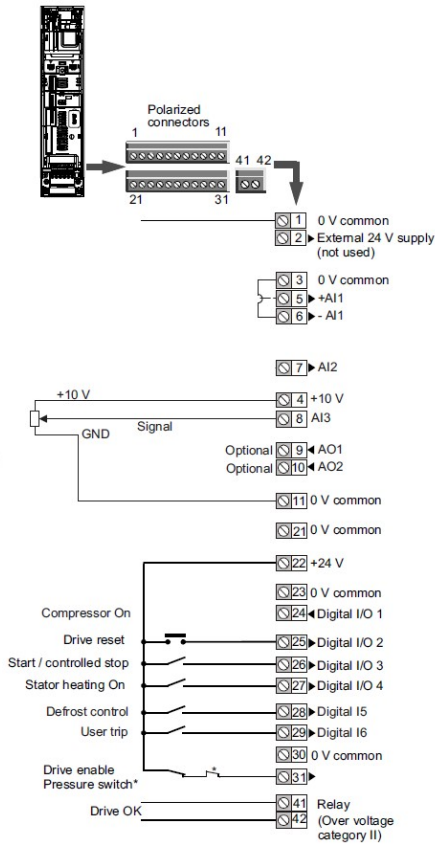 Polarized
connectors
1 11
41 42
21 31
1 0 V common
2 External 24 V supply
(not used)
3 0 V common
5 +AI1
6 - AI1
7 AI2
+10 V 4 +10 V
Signal 8 AI3
GND
Optional 9 AO1
Optional 10 AO2
11 0 V common
21 0 V common
22 +24 V
23 0 V common
Compressor On 24 Digital I/O 1
Drive reset 25 Digital I/O 2
Start / controlled stop 26 Digital I/O 3
Stator heating On 27 Digital I/O 4
Defrost control 28 Digital I5
User trip 29 Digital I6
30 0 V common
Drive enable
Pressure switch* * 31
Drive OK 41 Relay
42 (Over voltage
category II)